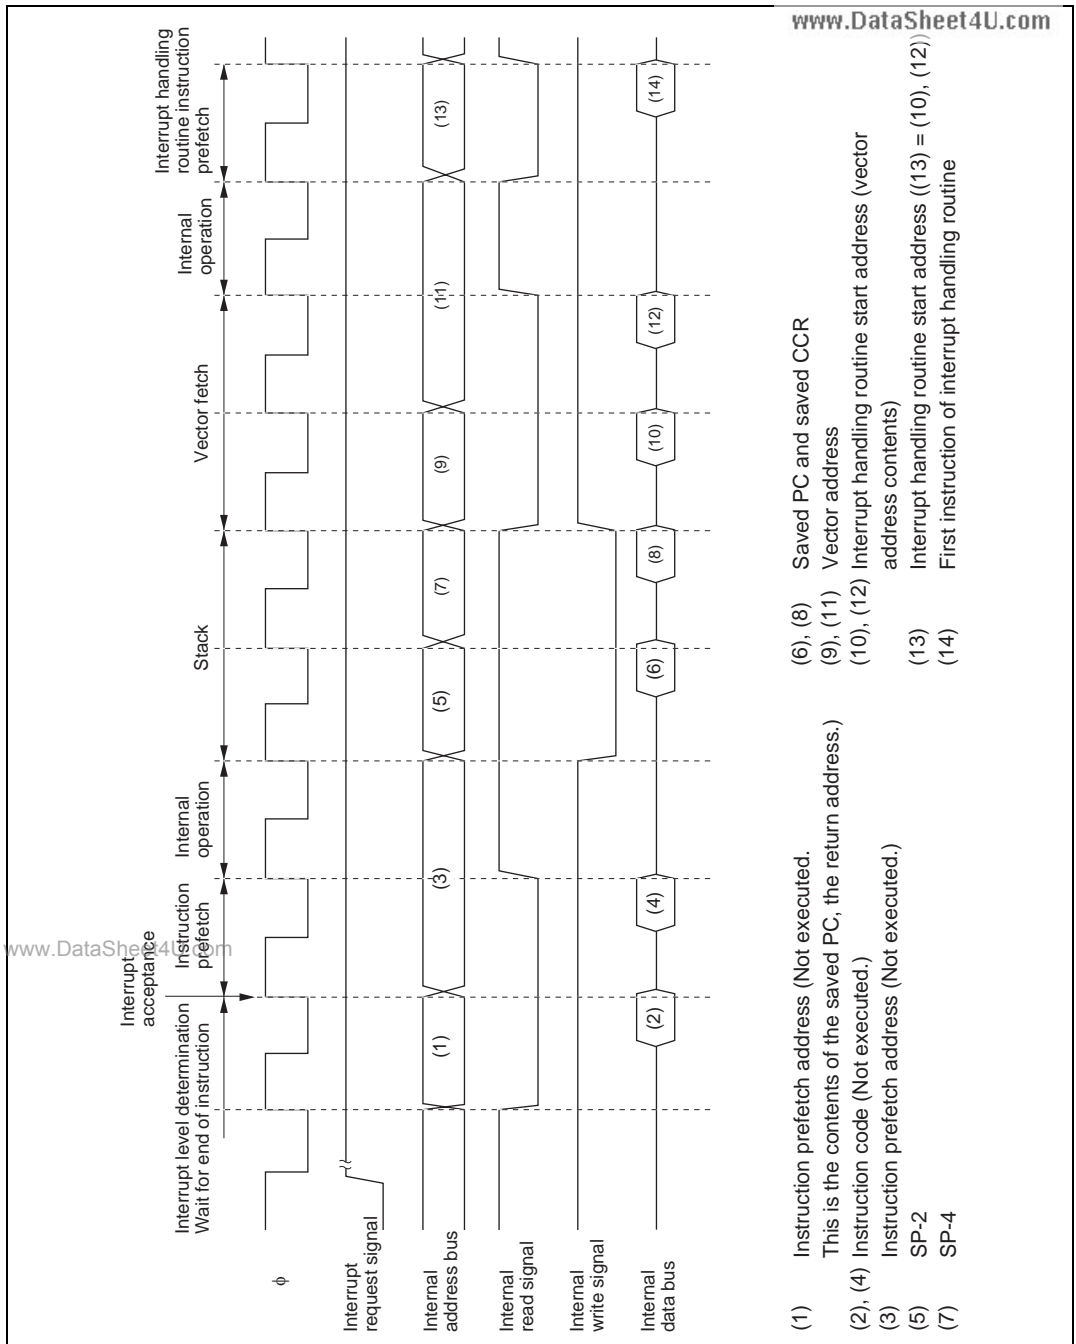 www.DataSheet4U.com
Interrupt level determination
Wait for end of instruction
Interrupt
acceptance
Instruction
prefetch
Internal
operation
Stack
Vector fetch
Internal
operation
Interrupt handling
routine instruction
prefetch
φ
Interrupt
request signal
Internal
address bus
(1)
(3)
(5)
(7)
(9)
(11)
(13)
Internal
read signal
Internal
write signal
Internal
data bus
(2)
(4)
(6)
(8)
(10)
(12)
(14)
(1) Instruction prefetch address (Not executed.
This is the contents of the saved PC, the return address.)
(2), (4) Instruction code (Not executed.)
(3) Instruction prefetch address (Not executed.)
(5) SP-2
(7) SP-4
(6), (8) Saved PC and saved CCR
(9), (11) Vector address
(10), (12) Interrupt handling routine start address (vector
address contents)
(13) Interrupt handling routine start address ((13) = (10), (12))
(14) First instruction of interrupt handling routine
www.DataSheet4U.com